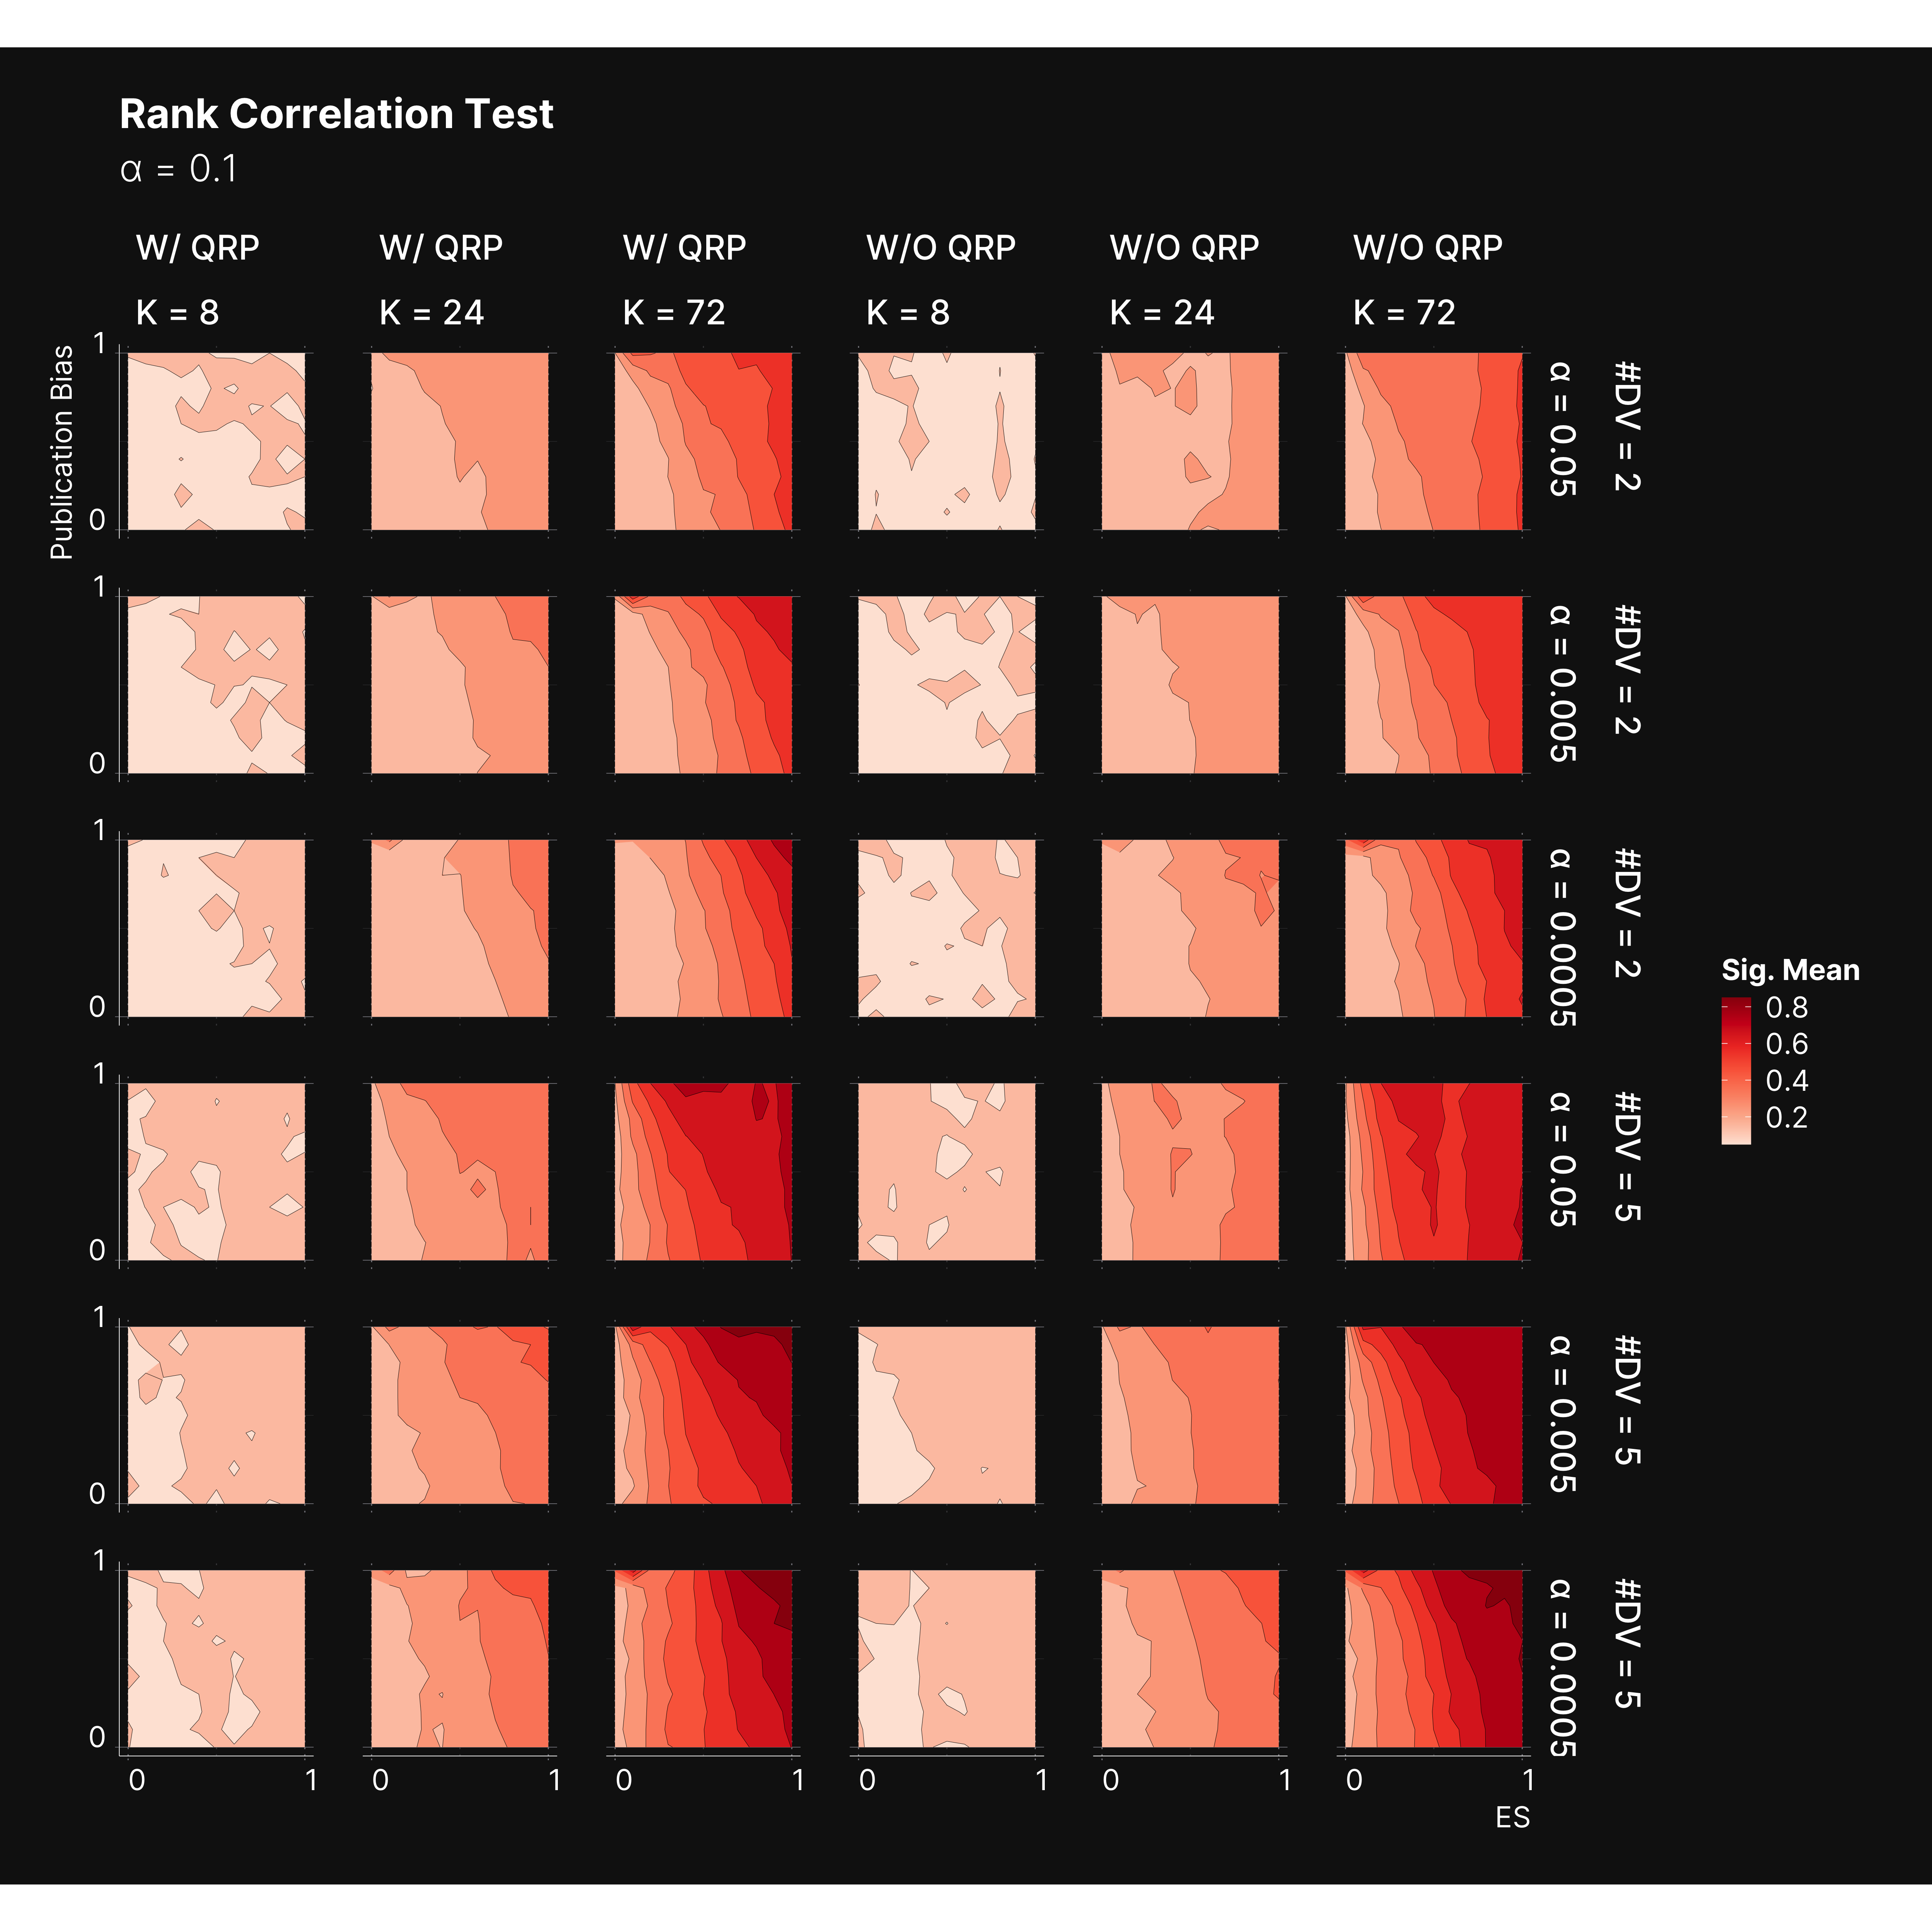 Rank Correlation Test
α = 0.1
W/ QRP
W/ QRP
W/ QRP
W/O QRP
W/O QRP
W/O QRP
K = 8
K = 24
K = 72
K = 8
K = 24
K = 72
Publication Bias
1
0
α = 0.05
#DV = 2
1
0
α = 0.005
#DV = 2
1
0
α = 0.0005
#DV = 2
1
0
α = 0.05
#DV = 5
1
0
α = 0.005
#DV = 5
1
0
α = 0.0005
#DV = 5
0 1
0 1
0 1
0 1
0 1
0 1
ES
Sig. Mean
0.8
0.6
0.4
0.2